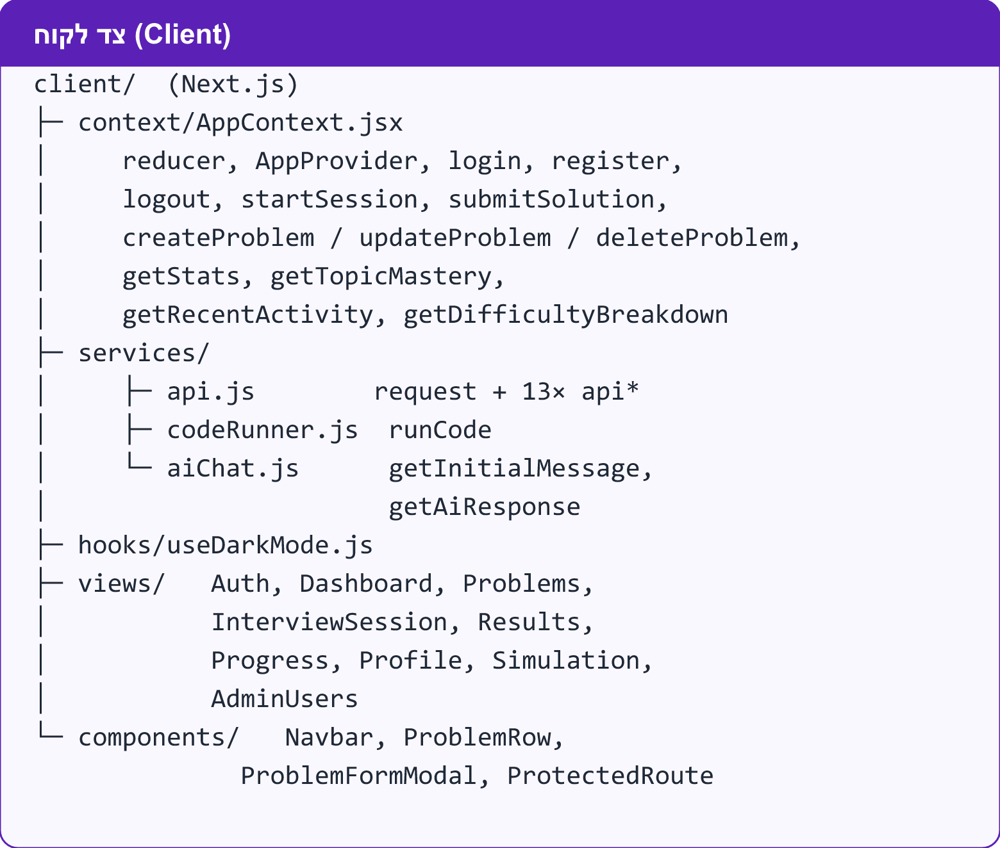 צד לקוח (Client)
client/  (Next.js)
├─ context/AppContext.jsx
│     reducer, AppProvider, login, register,
│     logout, startSession, submitSolution,
│     createProblem / updateProblem / deleteProblem,
│     getStats, getTopicMastery,
│     getRecentActivity, getDifficultyBreakdown
├─ services/
│     ├─ api.js        request + 13× api*
│     ├─ codeRunner.js  runCode
│     └─ aiChat.js      getInitialMessage,
│                       getAiResponse
├─ hooks/useDarkMode.js
├─ views/   Auth, Dashboard, Problems,
│           InterviewSession, Results,
│           Progress, Profile, Simulation,
│           AdminUsers
└─ components/   Navbar, ProblemRow,
              ProblemFormModal, ProtectedRoute